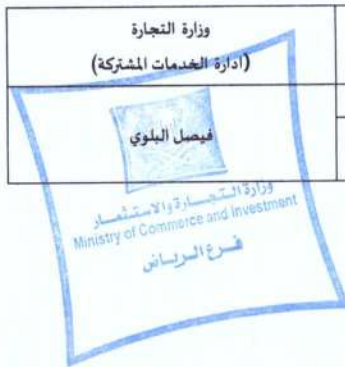 وزارة التجارة
(ادارة الخدمات المشتركة)
فيصل البلوي
وزارة التجارة والاستثمار
Ministry of Commerce and Investment
فرع الرياض